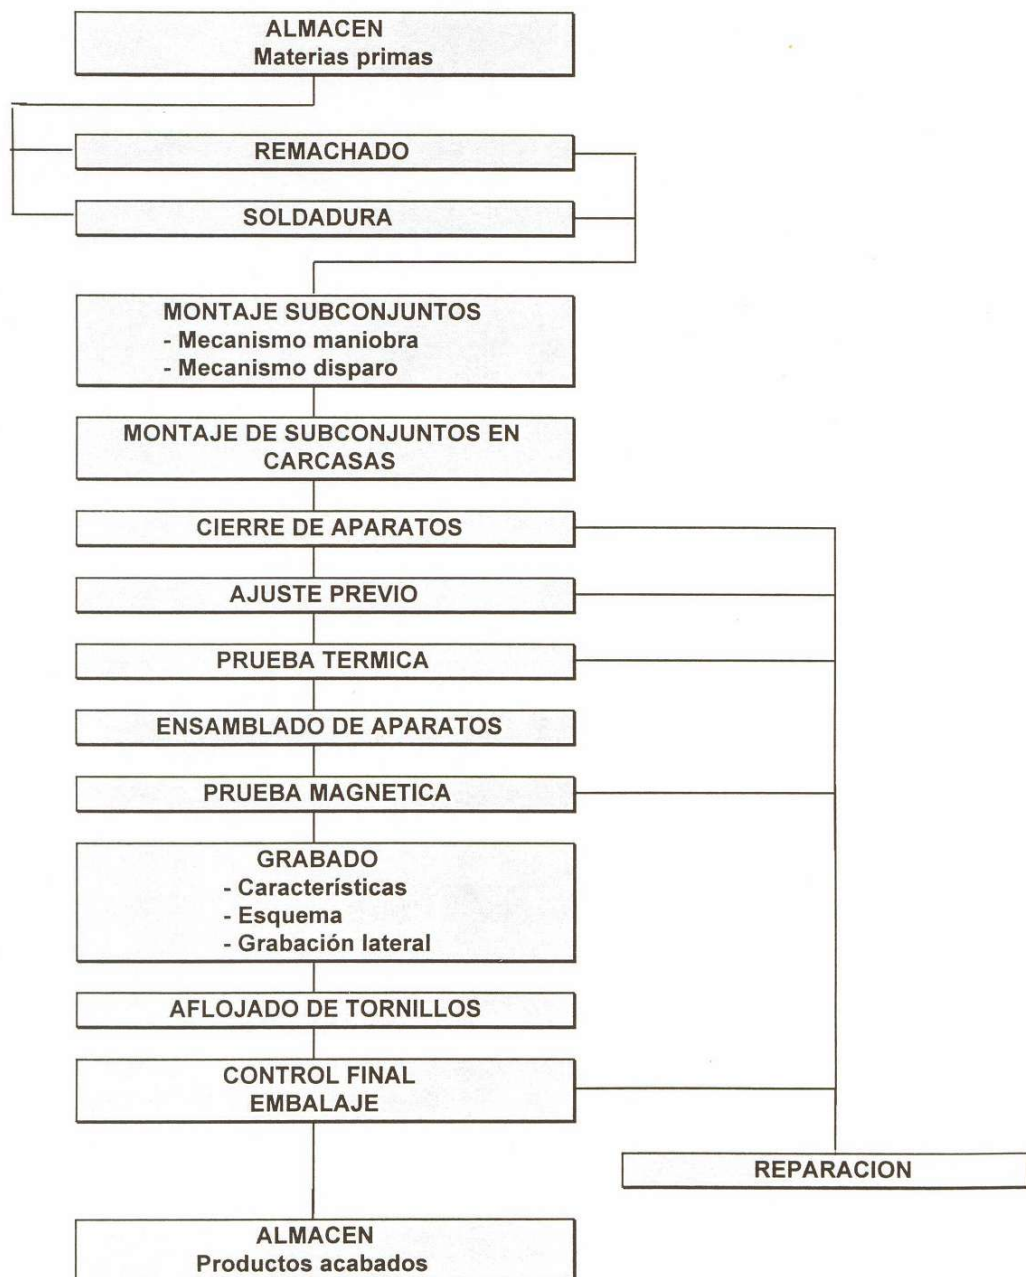 ALMACEN
Materias primas
REMACHADO
SOLDADURA
MONTAJE SUBCONJUNTOS
- Mecanismo maniobra
- Mecanismo disparo
MONTAJE DE SUBCONJUNTOS EN
CARCASAS
CIERRE DE APARATOS
AJUSTE PREVIO
PRUEBA TERMICA
ENSAMBLADO DE APARATOS
PRUEBA MAGNETICA
GRABADO
- Características
- Esquema
- Grabación lateral
AFLOJADO DE TORNILLOS
CONTROL FINAL
EMBALAJE
REPARACION
ALMACEN
Productos acabados